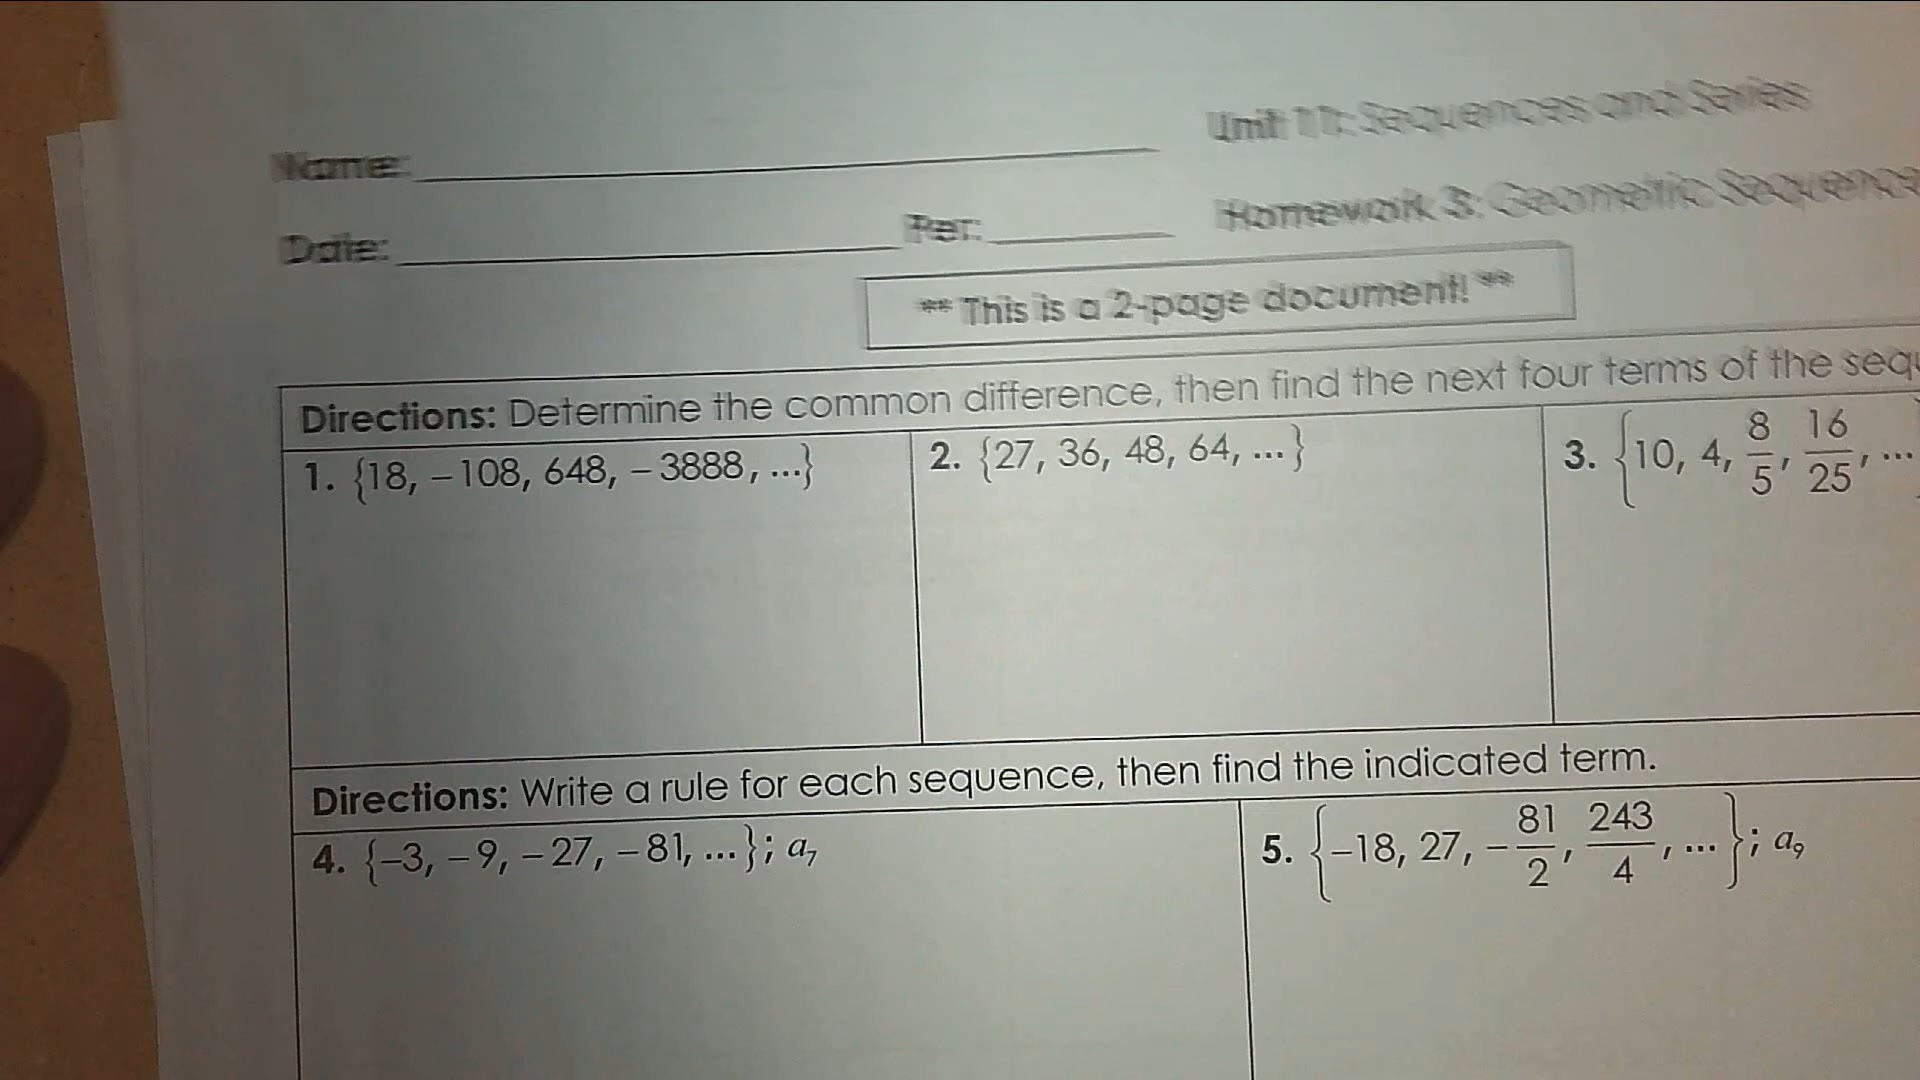 Name:
Unit 11: Sequences and Series
Date:
Per:
Homework 3: Geometric
** This is a 2-page document! **
Directions: Determine the common difference, then find the next four terms of the
1. {18, −108, 648, −3888, ...}
2. {27, 36, 48, 64, ...}
3. {10, 4, 8/5, 16/25, ...
Directions: Write a rule for each sequence, then find the indicated term.
4. {−3, −9, −27, −81, ...}; a₇
5. {−18, 27, −81/2, 243/4, ...}; a₉